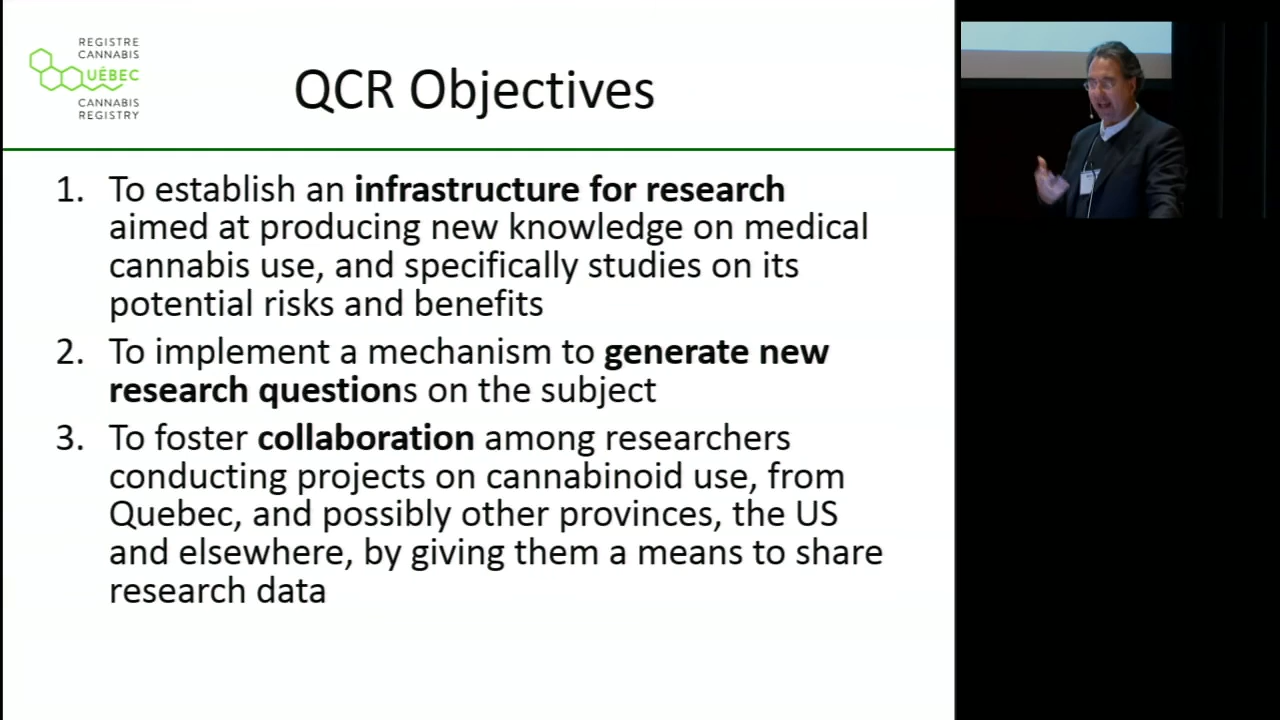 REGISTRE
CANNABIS
UÉBEC
CANNABIS
REGISTRY
QCR Objectives
1. To establish an infrastructure for research
aimed at producing new knowledge on medical
cannabis use, and specifically studies on its
potential risks and benefits
2. To implement a mechanism to generate new
research questions on the subject
3. To foster collaboration among researchers
conducting projects on cannabinoid use, from
Quebec, and possibly other provinces, the US
and elsewhere, by giving them a means to share
research data